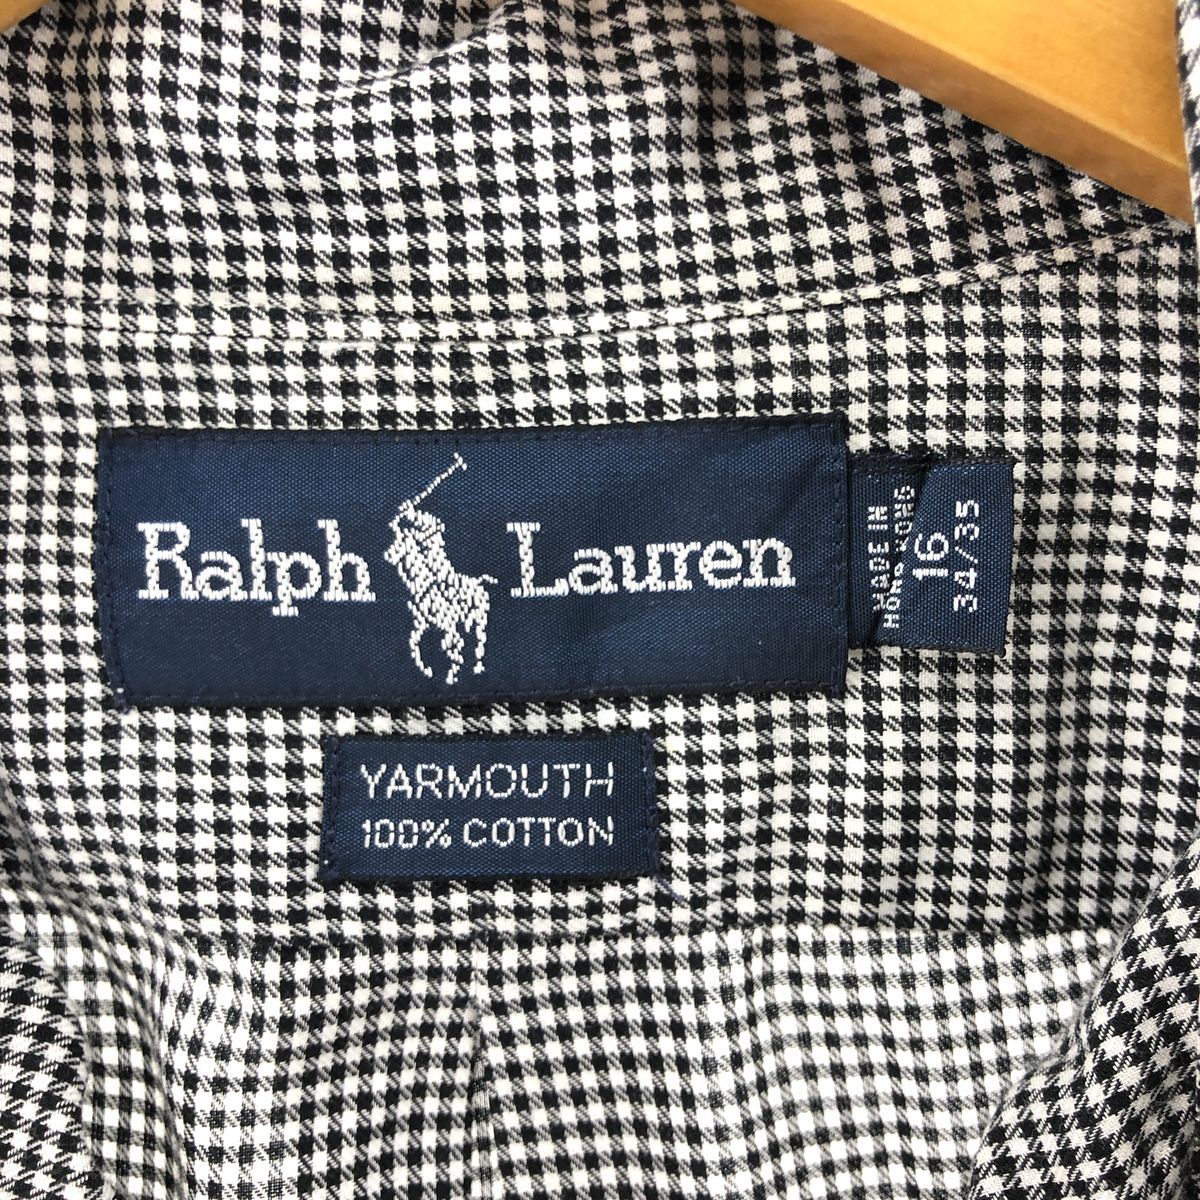 Ralph Lauren
MADE IN
HONG KONG
16
34/35
YARMOUTH
100% COTTON